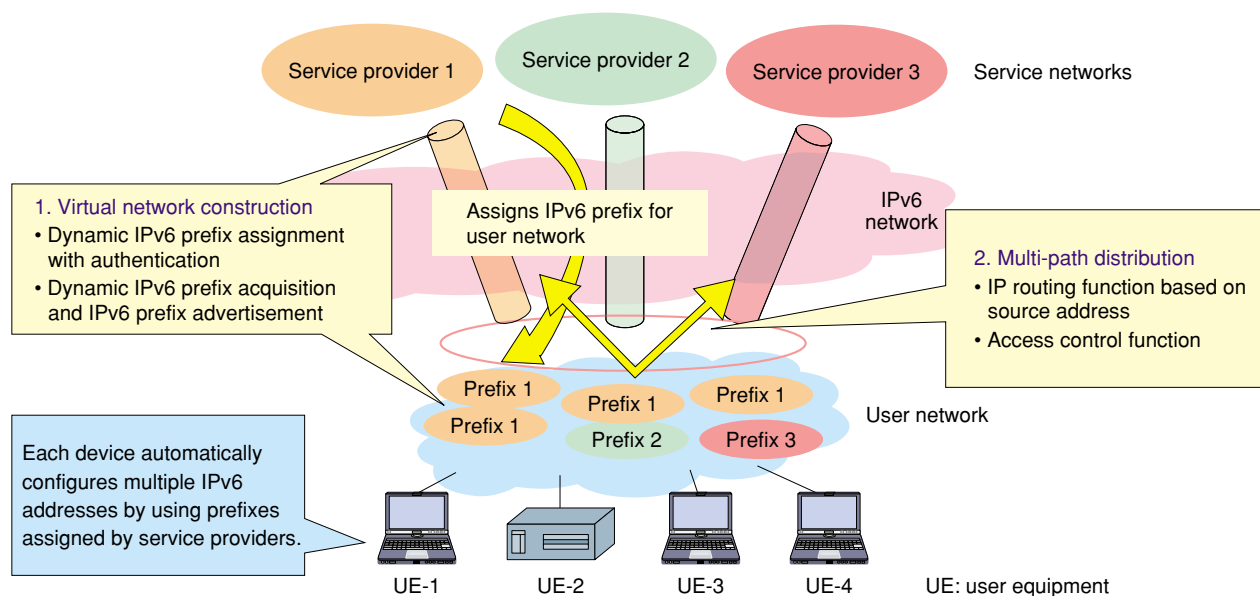 Service provider 1
Service provider 2
Service provider 3
Service networks
1. Virtual network construction
• Dynamic IPv6 prefix assignment
with authentication
• Dynamic IPv6 prefix acquisition
and IPv6 prefix advertisement
Assigns IPv6 prefix for
user network
IPv6
network
2. Multi-path distribution
• IP routing function based on
source address
• Access control function
Prefix 1
Prefix 1
Prefix 1
Prefix 2
Prefix 1
Prefix 3
User network
Each device automatically
configures multiple IPv6
addresses by using prefixes
assigned by service providers.
UE-1
UE-2
UE-3
UE-4
UE: user equipment